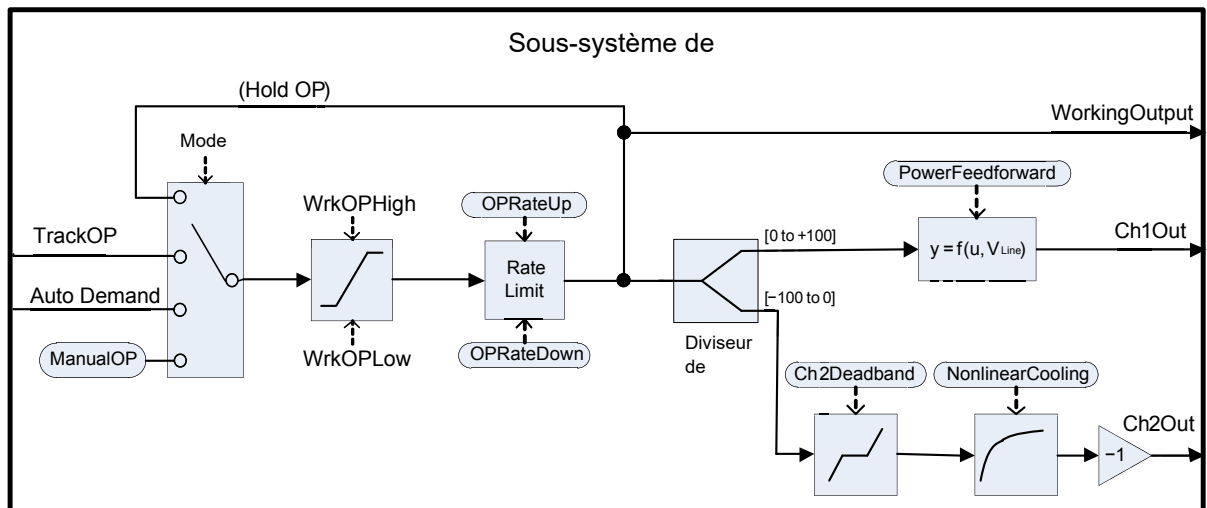 Sous-système de
(Hold OP)
WorkingOutput
Mode
PowerFeedforward
WrkOPHigh
OPRateUp
TrackOP
[0 to +100]
y = f(u, VLine)
Ch1Out
Rate
Limit
Auto Demand
[−100 to 0]
ManualOP
WrkOPLow
OPRateDown
Diviseur
de
Ch2Deadband
NonlinearCooling
Ch2Out
−1